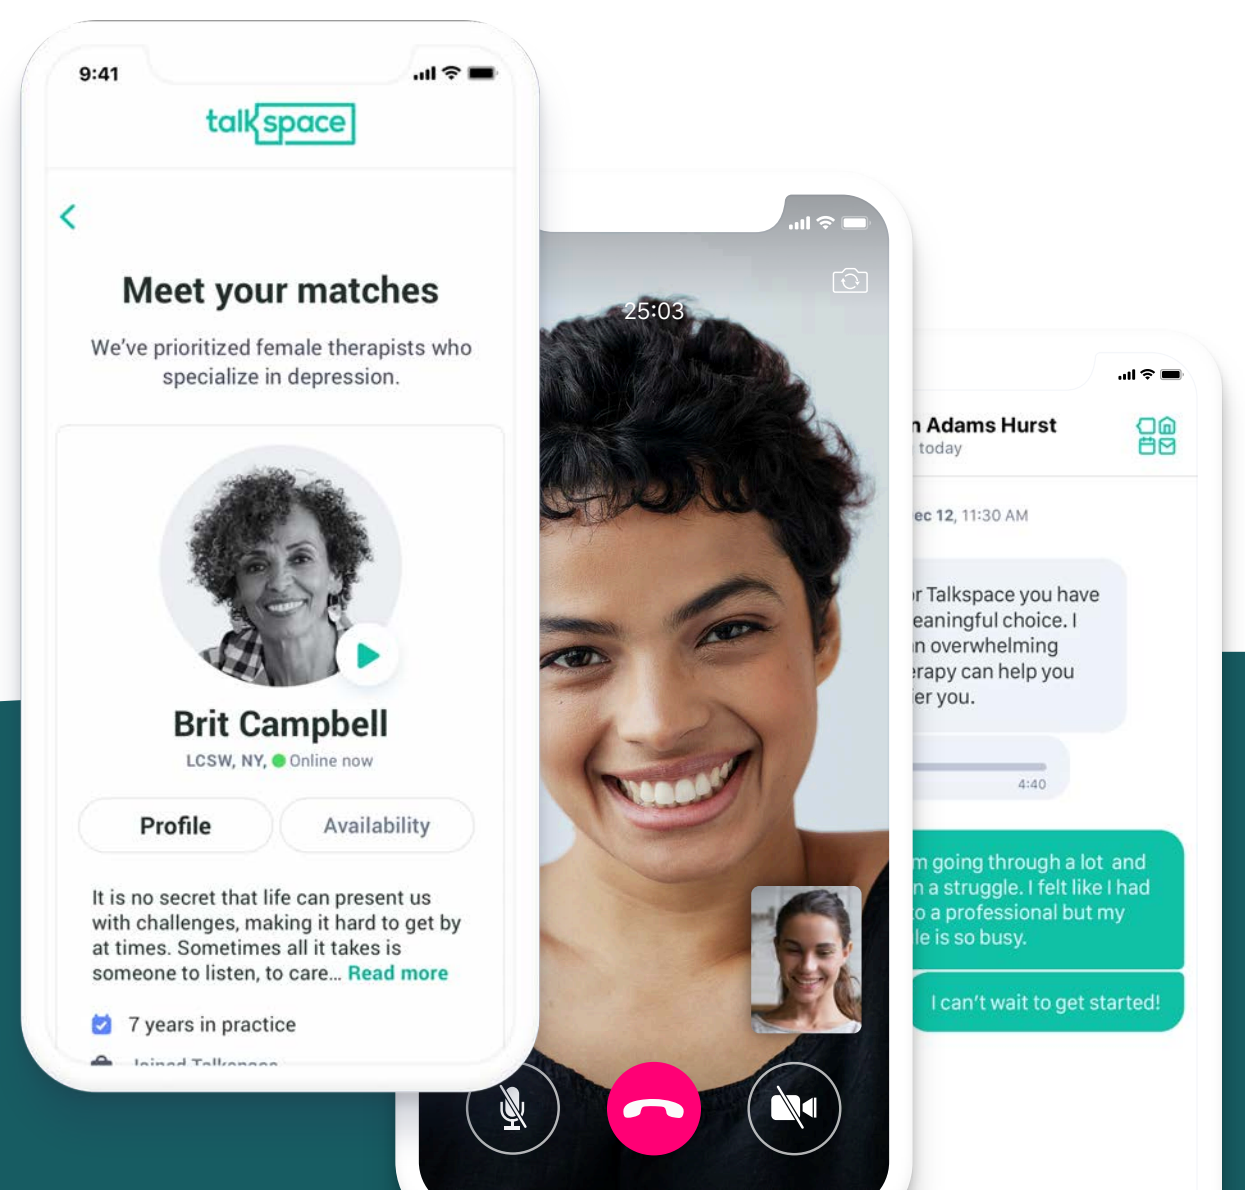 9:41
talkspace
Meet your matches
We've prioritized female therapists who
specialize in depression.
Brit Campbell
LCSW, NY, Online now
Profile
Availability
It is no secret that life can present us
with challenges, making it hard to get by
at times. Sometimes all it takes is
someone to listen, to care... Read more
7 years in practice
Joined Talkspace
25:03
n Adams Hurst
today
ec 12, 11:30 AM
r Talkspace you have
eaningful choice. I
n overwhelming
erapy can help you
er you.
4:40
m going through a lot and
n a struggle. I felt like I had
o a professional but my
le is so busy.
I can't wait to get started!